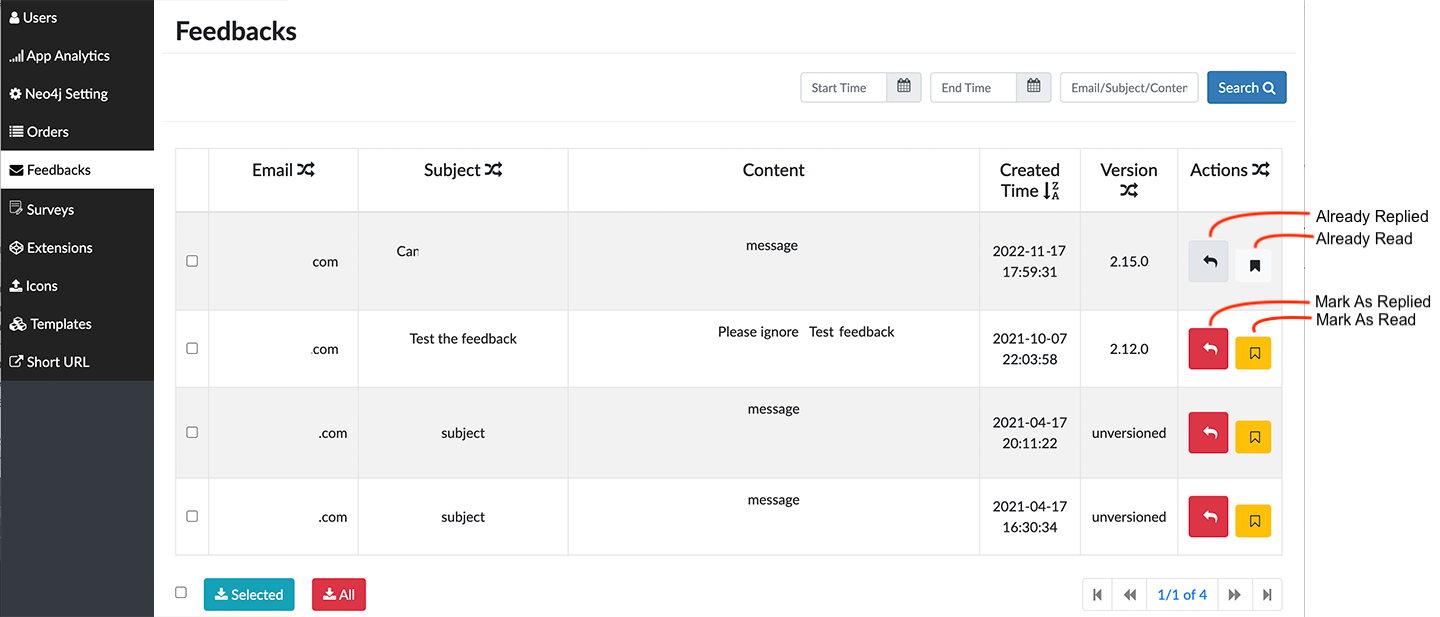 Users
App Analytics
Neo4j Setting
Orders
Feedbacks
Surveys
Extensions
Icons
Templates
Short URL
Feedbacks
Start Time
End Time
Email/Subject/Conter
Search
Email
Subject
Content
Created
Time
Version
Actions
com
Can
message
2022-11-17
17:59:31
2.15.0
Already Replied
Already Read
.com
Test the feedback
Please ignore Test feedback
2021-10-07
22:03:58
2.12.0
Mark As Replied
Mark As Read
.com
subject
message
2021-04-17
20:11:22
unversioned
.com
subject
message
2021-04-17
16:30:34
unversioned
Selected
All
1/1 of 4